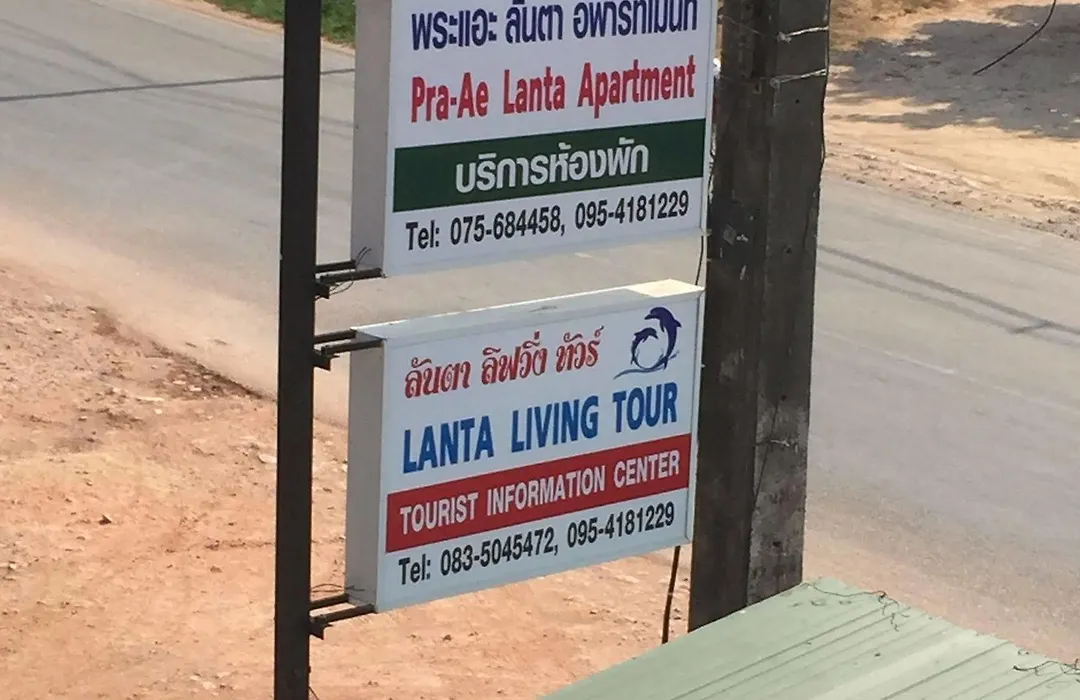 พระแอะ ลันตา อพาร์ทเม้นท์
Pra-Ae Lanta Apartment
บริการห้องพัก
Tel: 075-684458, 095-4181229
ลันตา ลีฟวิ่ง ทัวร์
LANTA LIVING TOUR
TOURIST INFORMATION CENTER
Tel: 083-5045472, 095-4181229